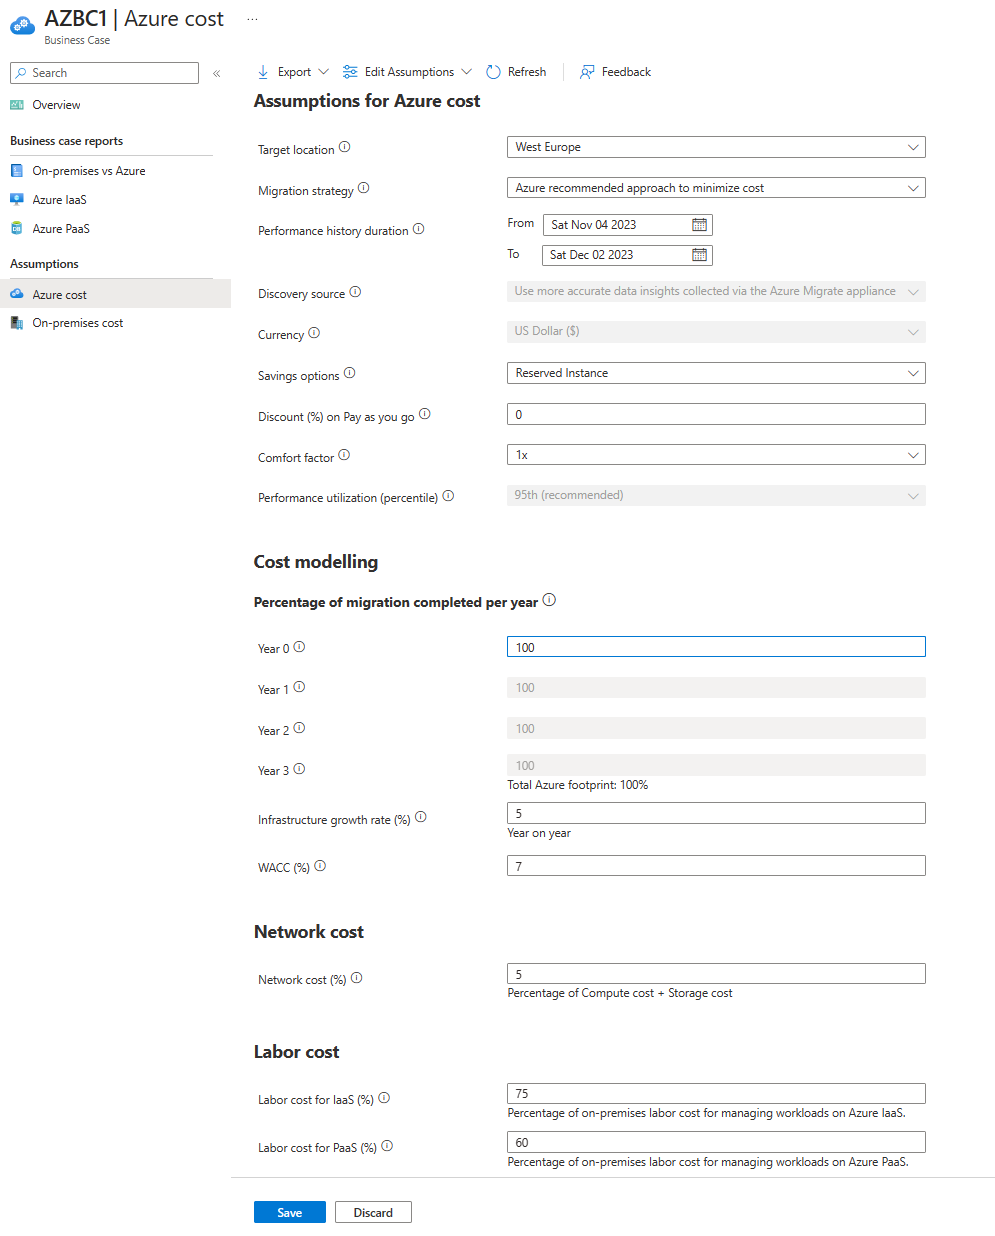 AZBC1 | Azure cost ...
Business Case
Search «
Overview
Business case reports
On-premises vs Azure
Azure IaaS
Azure PaaS
Assumptions
Azure cost
On-premises cost
Export Edit Assumptions Refresh Feedback
Assumptions for Azure cost
Target location West Europe
Migration strategy Azure recommended approach to minimize cost
Performance history duration From Sat Nov 04 2023
To Sat Dec 02 2023
Discovery source Use more accurate data insights collected via the Azure Migrate appliance
Currency US Dollar ($)
Savings options Reserved Instance
Discount (%) on Pay as you go 0
Comfort factor 1x
Performance utilization (percentile) 95th (recommended)
Cost modelling
Percentage of migration completed per year
Year 0 100
Year 1 100
Year 2 100
Year 3 100
Total Azure footprint: 100%
Infrastructure growth rate (%) 5
Year on year
WACC (%) 7
Network cost
Network cost (%) 5
Percentage of Compute cost + Storage cost
Labor cost
Labor cost for IaaS (%) 75
Percentage of on-premises labor cost for managing workloads on Azure IaaS.
Labor cost for PaaS (%) 60
Percentage of on-premises labor cost for managing workloads on Azure PaaS.
Save Discard